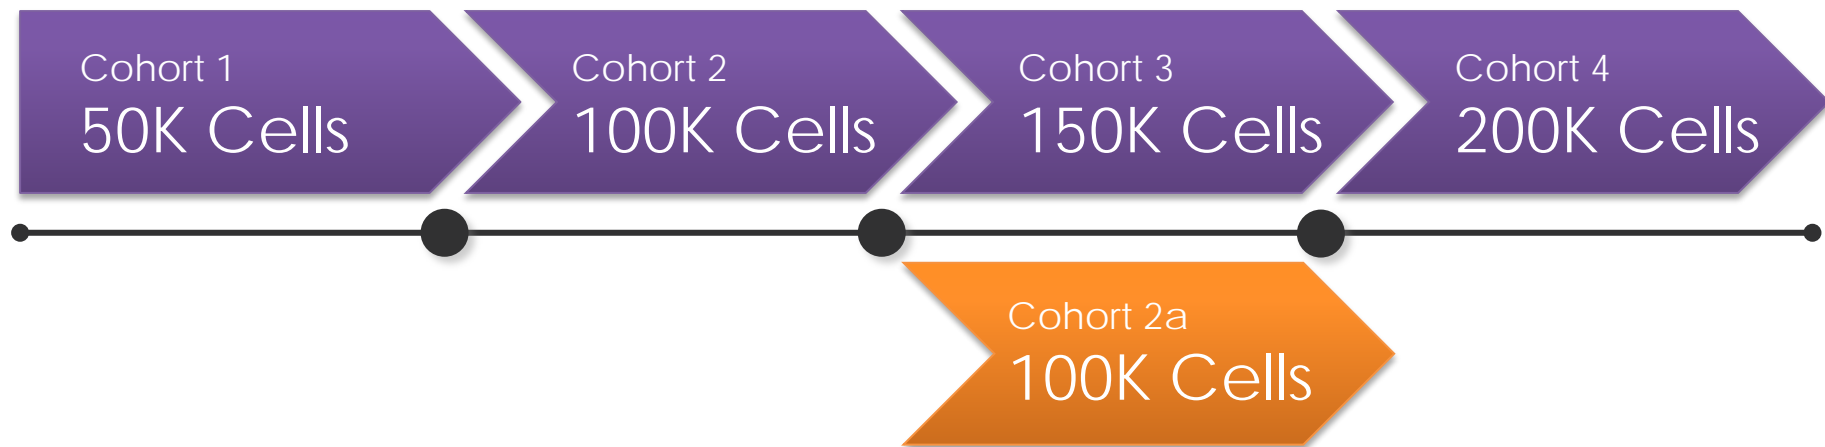 Cohort 1
50K Cells
Cohort 2
100K Cells
Cohort 3
150K Cells
Cohort 4
200K Cells
Cohort 2a
100K Cells